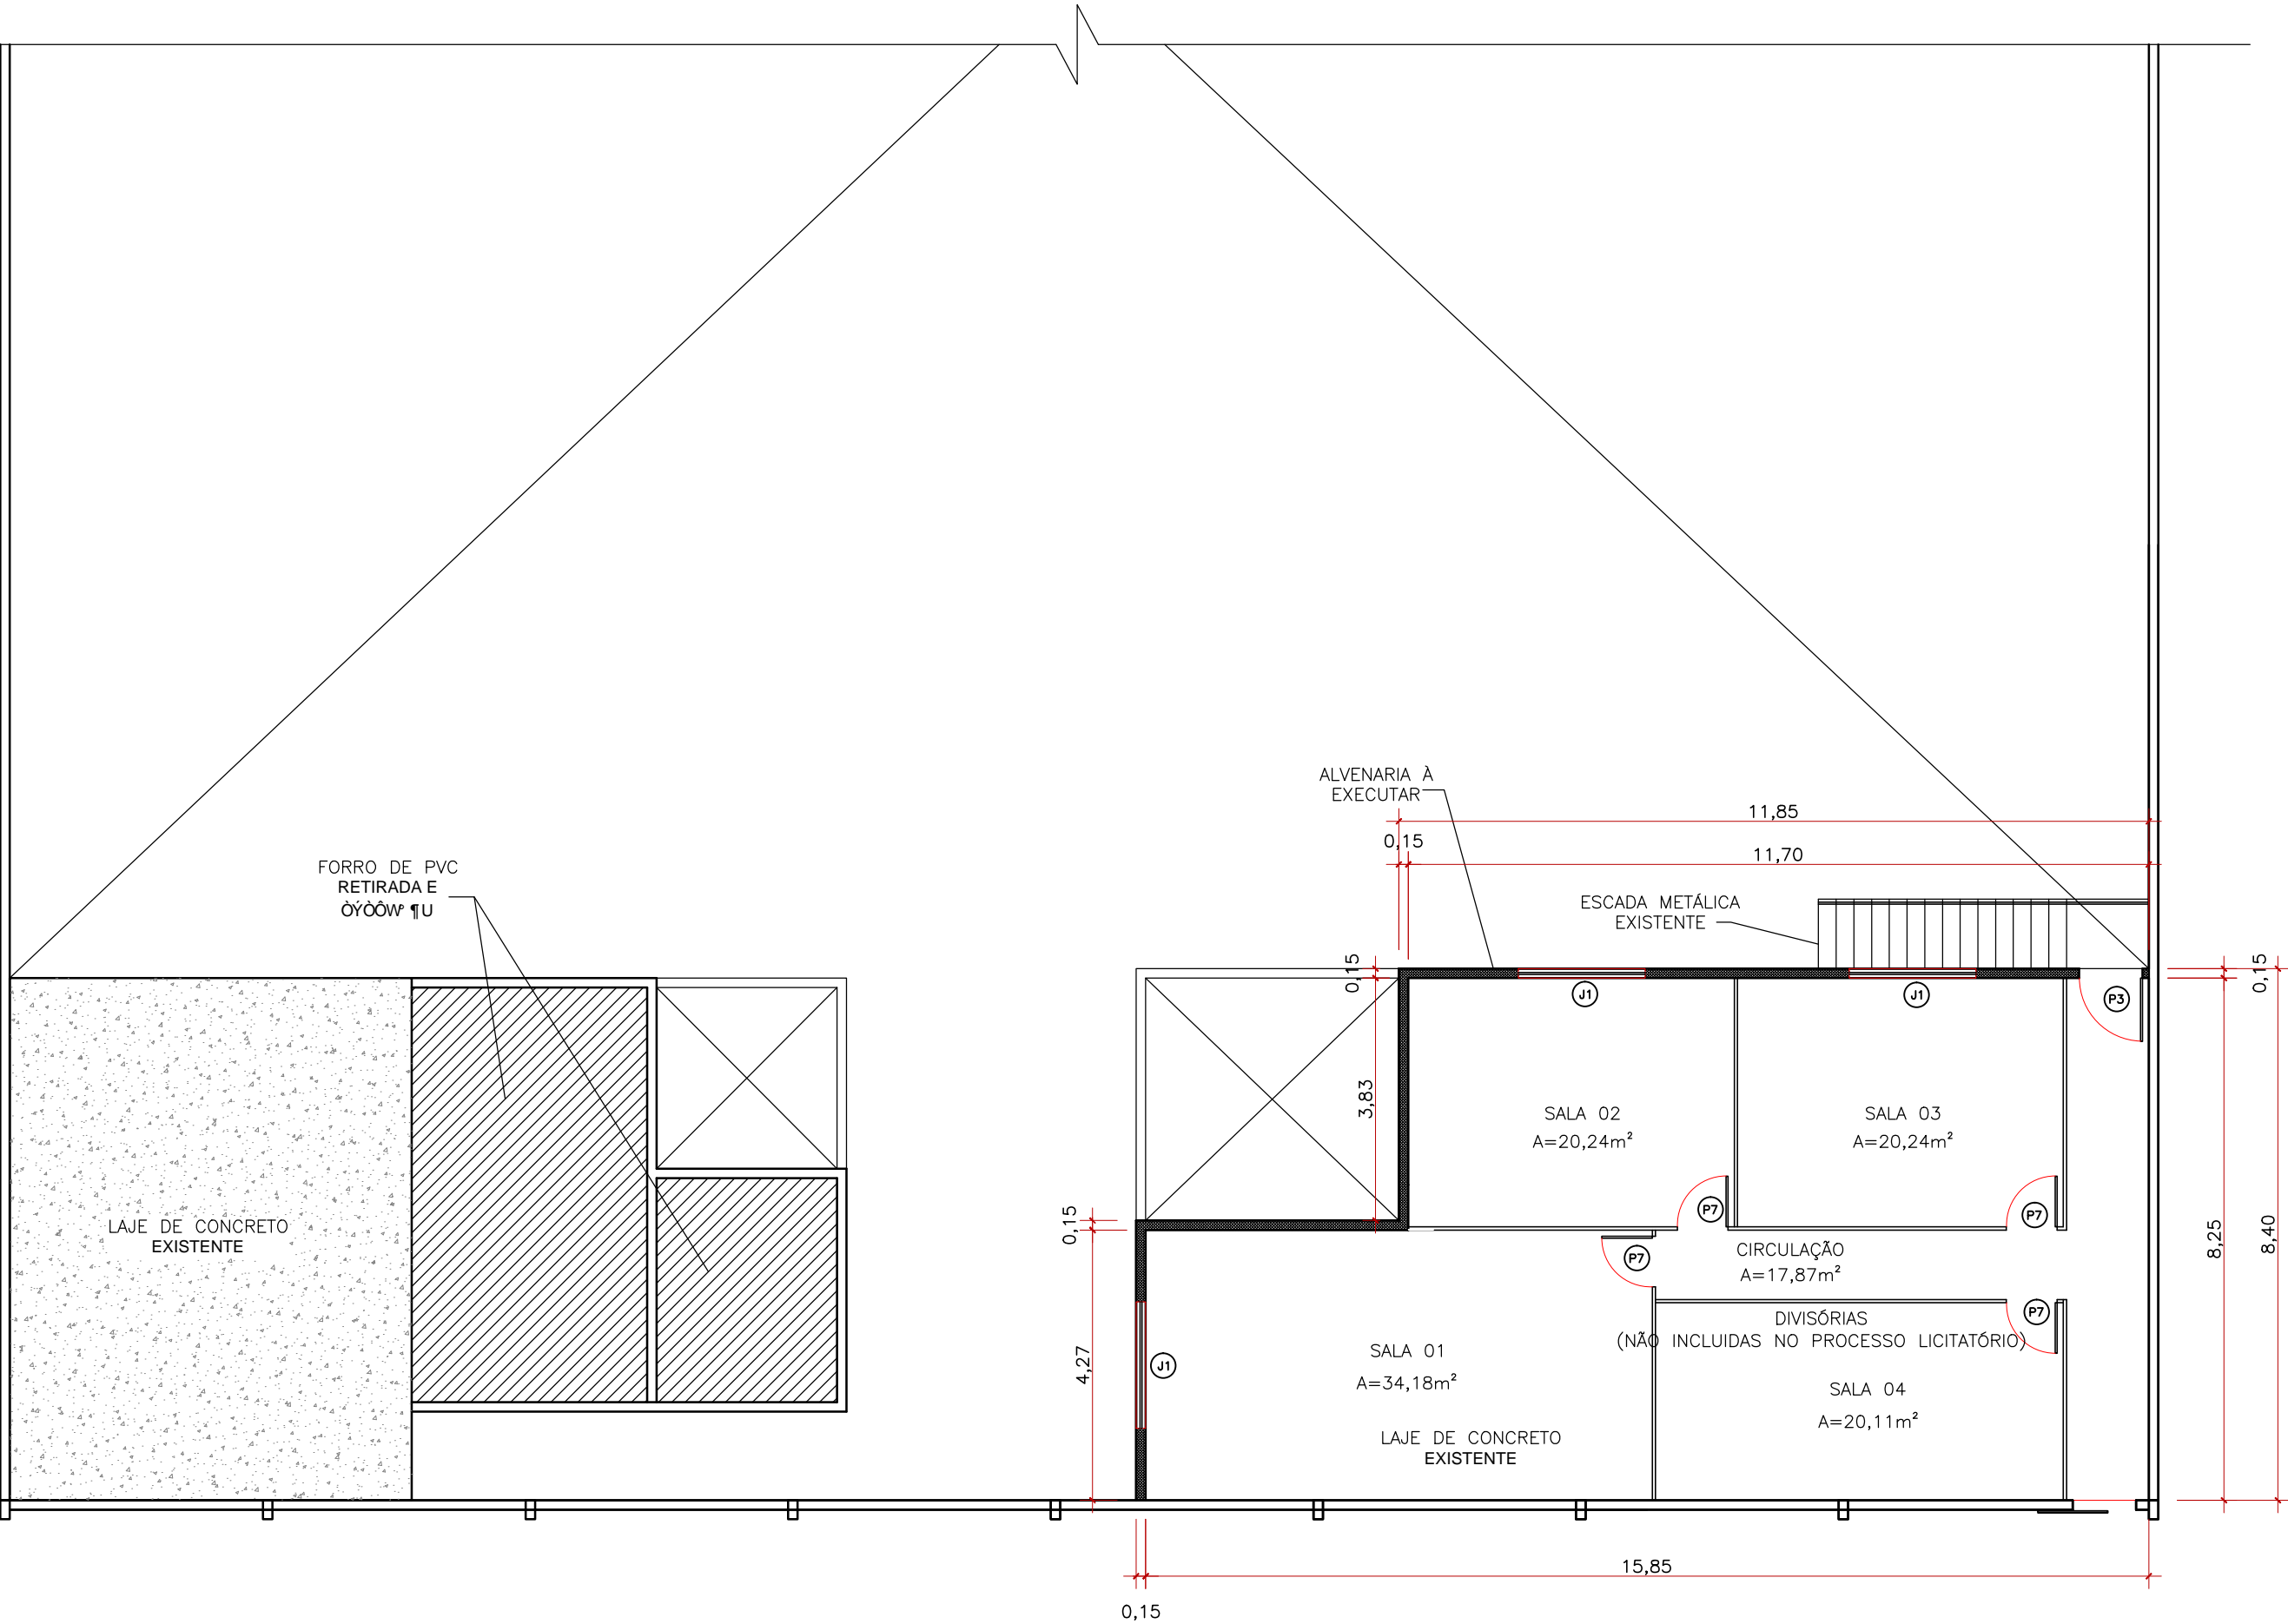 ALVENARIA À
EXECUTAR
11,85
0,15
11,70
FORRO DE PVC
RETIRADA E
ÒÝÒÔW° ¶U
ESCADA METÁLICA
EXISTENTE
0,15
0,15
J1
J1
P3
3,83
SALA 02
A=20,24m²
SALA 03
A=20,24m²
P7
P7
LAJE DE CONCRETO
EXISTENTE
0,15
P7
CIRCULAÇÃO
A=17,87m²
8,25
8,40
DIVISÓRIAS
(NÃO INCLUIDAS NO PROCESSO LICITATÓRIO)
P7
4,27
J1
SALA 01
A=34,18m²
SALA 04
A=20,11m²
LAJE DE CONCRETO
EXISTENTE
15,85
0,15